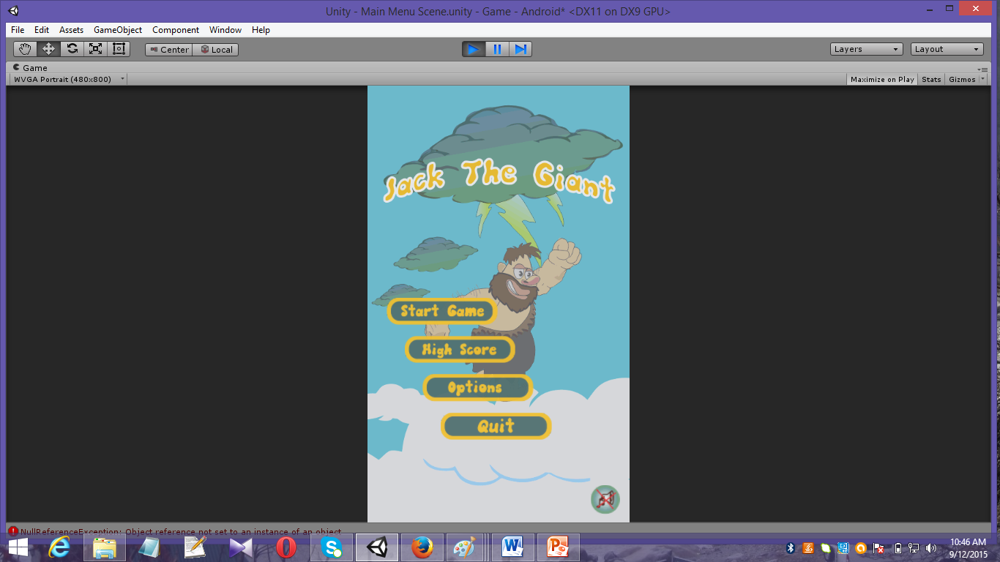 Unity - Main Menu Scene.unity - Game - Android* <DX11 on DX9 GPU>
File Edit Assets GameObject Component Window Help
Center Local Layers Layout
Game
WVGA Portrait (480x800) Maximize on Play Stats Gizmos
Jack The Giant
Start Game
High Score
Options
Quit
NullReferenceException: Object reference not set to an instance of an object
10:46 AM
9/12/2015